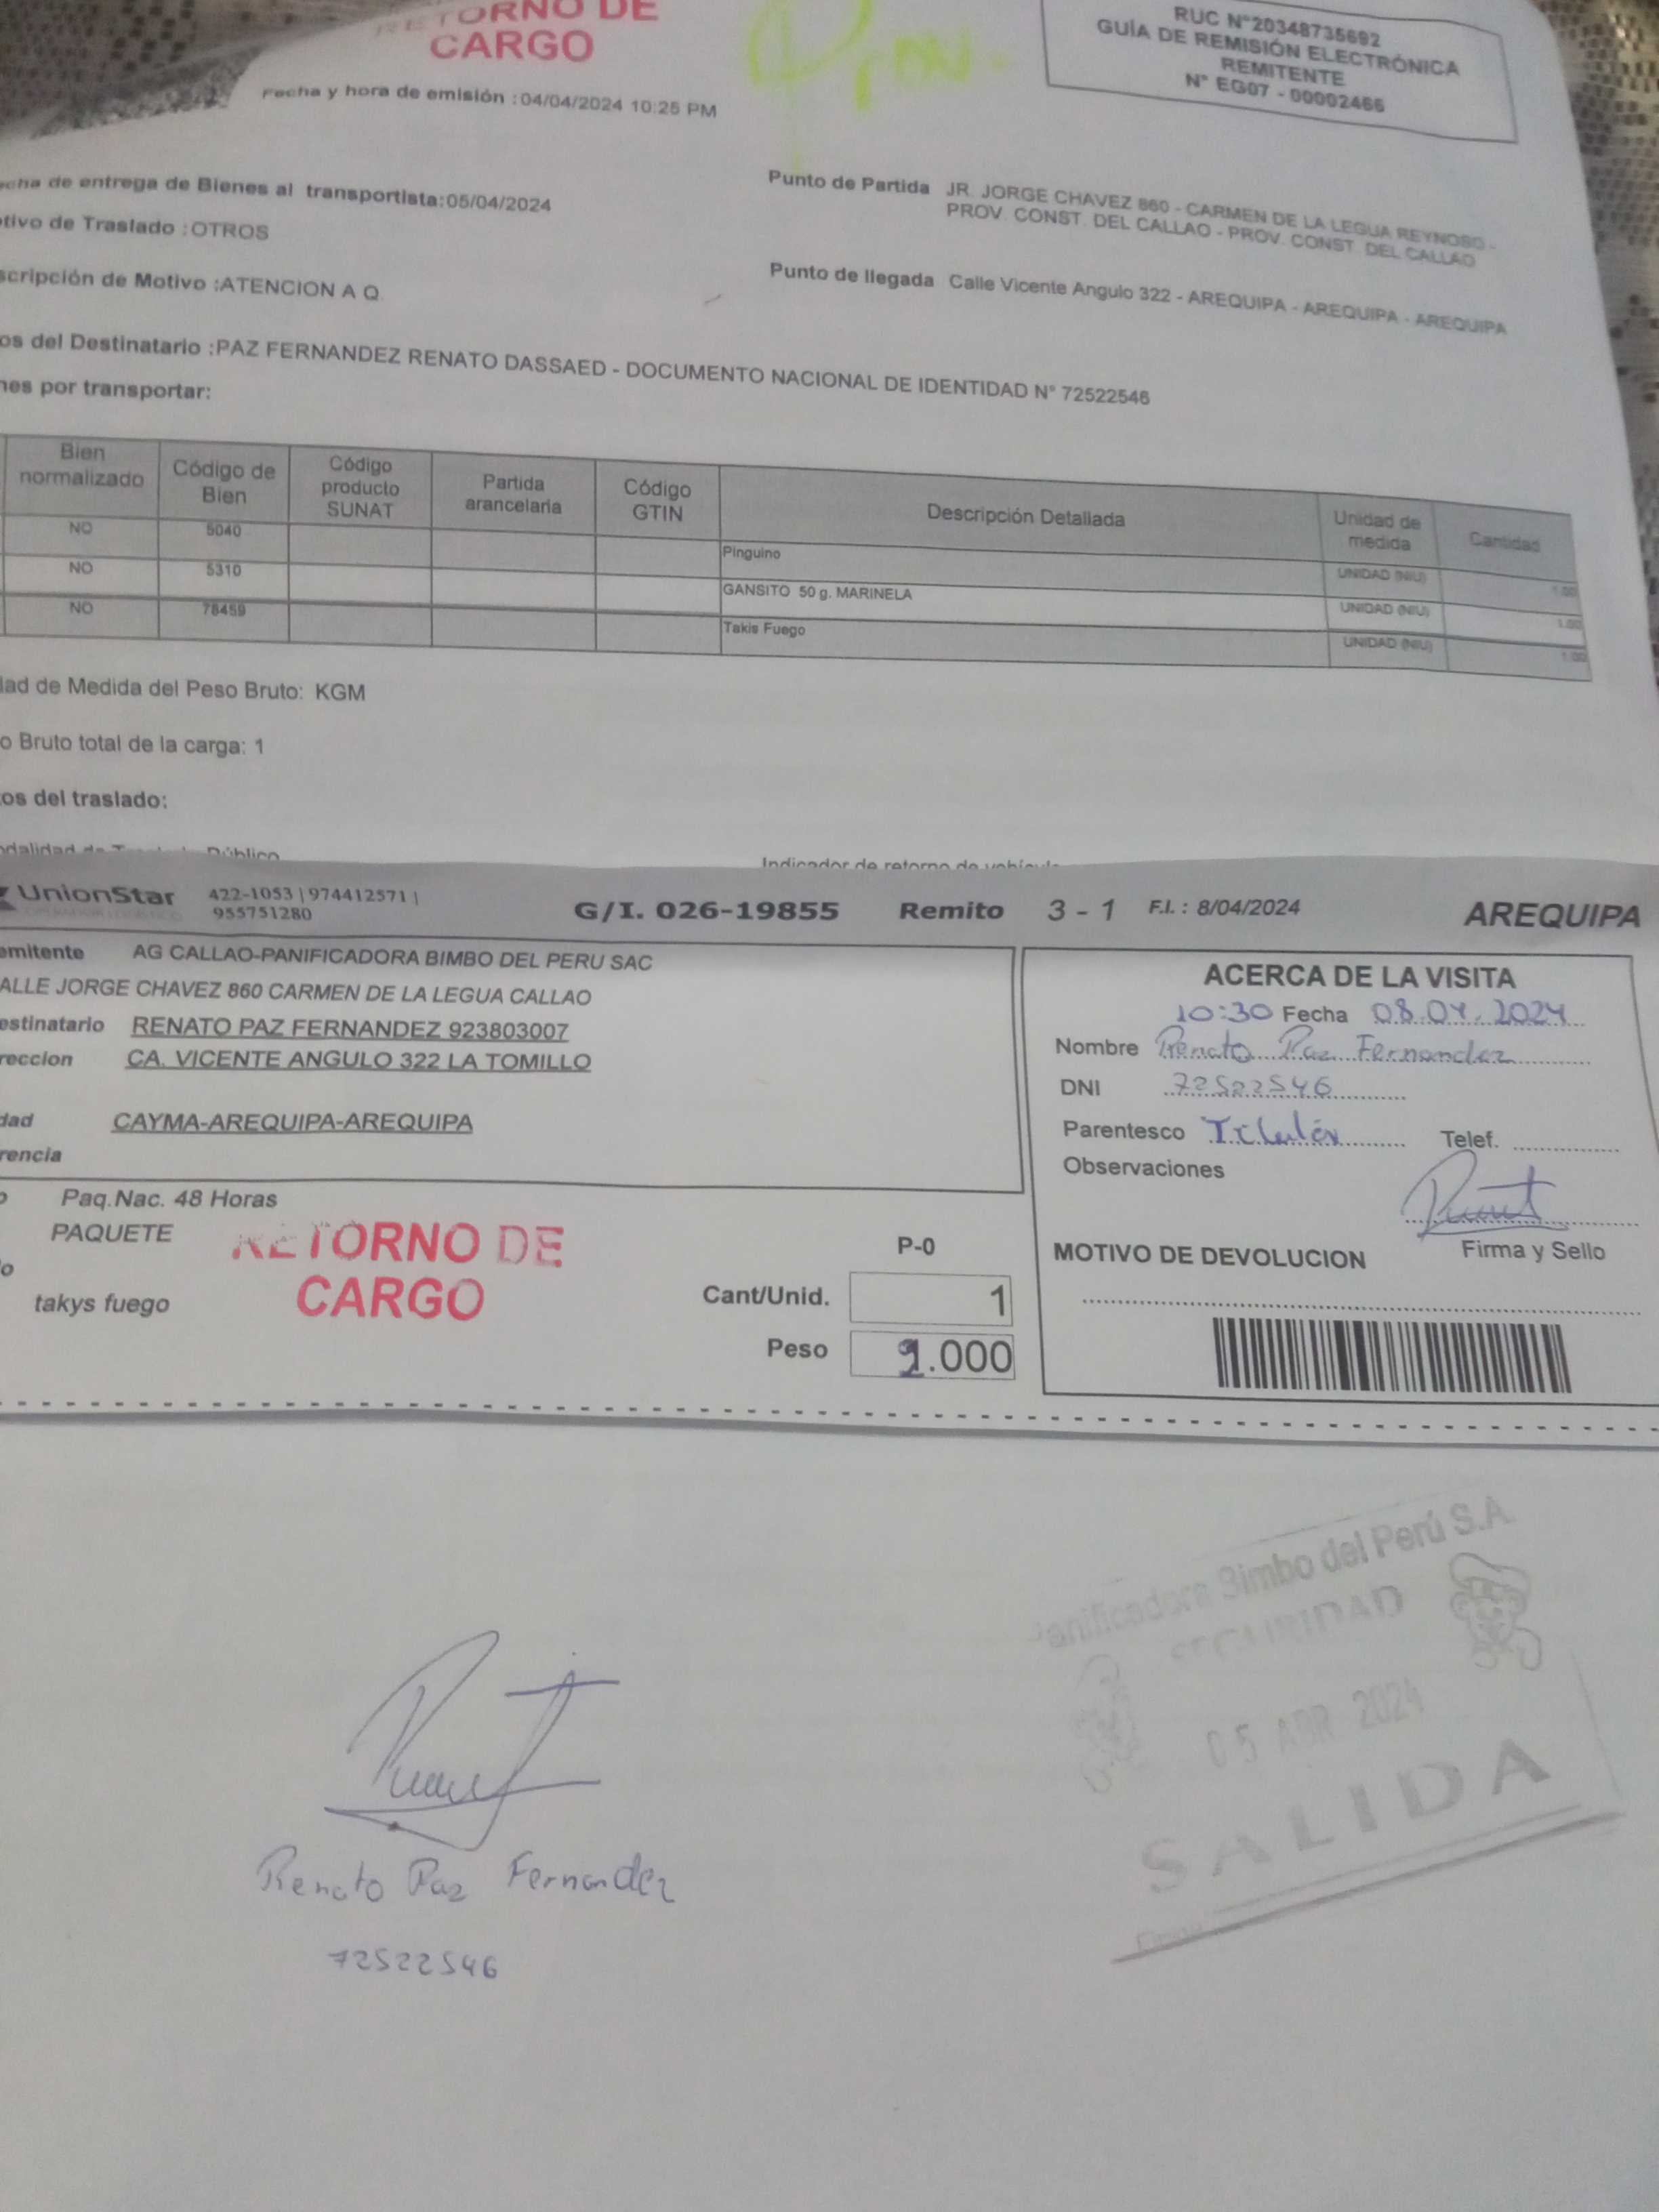 RETORNO DE
CARGO
Prov.
RUC N°20348735692
GUÍA DE REMISIÓN ELECTRÓNICA
REMITENTE
N° EG07 - 00002466
Fecha y hora de emisión :04/04/2024 10:25 PM
cha de entrega de Bienes al transportista:05/04/2024
tivo de Traslado :OTROS
scripción de Motivo :ATENCION A Q
Punto de Partida JR. JORGE CHAVEZ 860 - CARMEN DE LA LEGUA REYNOSO -
PROV. CONST. DEL CALLAO - PROV. CONST. DEL CALLAO
Punto de llegada Calle Vicente Angulo 322 - AREQUIPA - AREQUIPA - AREQUIPA
os del Destinatario :PAZ FERNANDEZ RENATO DASSAED - DOCUMENTO NACIONAL DE IDENTIDAD N° 72522546
nes por transportar:
Bien normalizado Código de Bien Código producto SUNAT Partida arancelaria Código GTIN Descripción Detallada Unidad de medida Cantidad
NO 5040 Pinguino UNIDAD (NIU) 1.00
NO 5310 GANSITO 50 g. MARINELA UNIDAD (NIU) 1.00
NO 78459 Takis Fuego UNIDAD (NIU) 1.00
dad de Medida del Peso Bruto: KGM
o Bruto total de la carga: 1
os del traslado:
Público
Indicador de retorno de vehículo
UnionStar
422-1053 | 974412571 |
955751280
G/I. 026-19855 Remito 3 - 1 F.I. : 8/04/2024 AREQUIPA
emitente AG CALLAO-PANIFICADORA BIMBO DEL PERU SAC
ALLE JORGE CHAVEZ 860 CARMEN DE LA LEGUA CALLAO
estinatario RENATO PAZ FERNANDEZ 923803007
reccion CA. VICENTE ANGULO 322 LA TOMILLO
dad CAYMA-AREQUIPA-AREQUIPA
rencia
Paq.Nac. 48 Horas
PAQUETE
o
takys fuego
RETORNO DE
CARGO
P-0
Cant/Unid. 1
Peso 1.000
ACERCA DE LA VISITA
10:30 Fecha 08.04.2024
Nombre Renato Paz Fernandez
DNI 72522546
Parentesco Titular Telef.
Observaciones
Firma y Sello
MOTIVO DE DEVOLUCION
Panificadora Bimbo del Perú S.A.
SEGURIDAD
05 ABR 2024
SALIDA
Renato Paz Fernandez
72522546